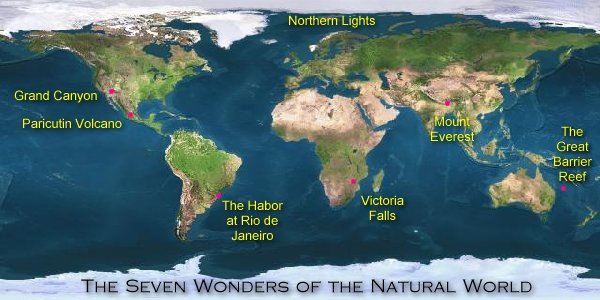 Northern Lights
Grand Canyon
Paricutin Volcano
Mount
Everest
The
Great
Barrier
Reef
The Habor
at Rio de
Janeiro
Victoria
Falls
The Seven Wonders of the Natural World